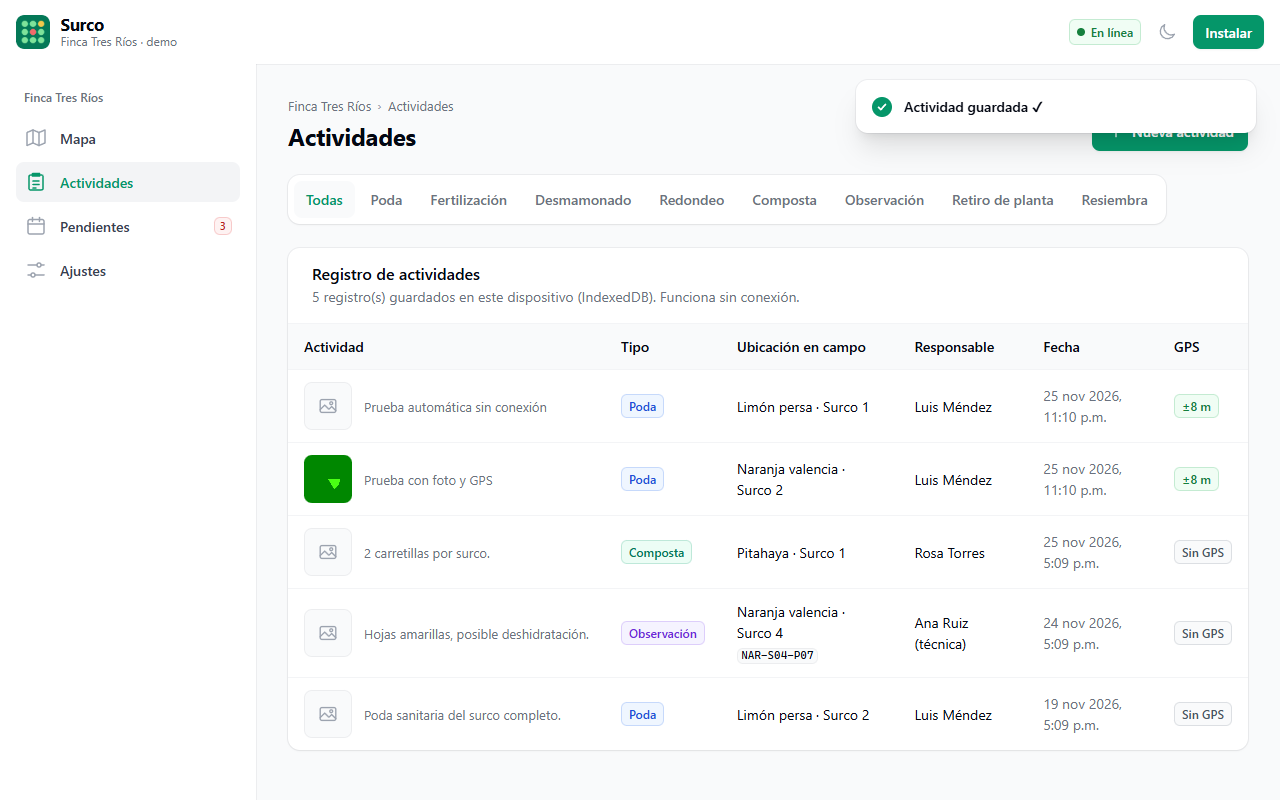 Surco
Finca Tres Ríos · demo
En línea
Instalar
Finca Tres Ríos
Mapa
Actividades
Pendientes
3
Ajustes
Finca Tres Ríos › Actividades
Actividad guardada ✓
Actividades
Nueva actividad
Todas Poda Fertilización Desmamonado Redondeo Composta Observación Retiro de planta Resiembra
Registro de actividades
5 registro(s) guardados en este dispositivo (IndexedDB). Funciona sin conexión.
Actividad Tipo Ubicación en campo Responsable Fecha GPS
Prueba automática sin conexión
Poda
Limón persa · Surco 1
Luis Méndez
25 nov 2026,
11:10 p.m.
±8 m
Prueba con foto y GPS
Poda
Naranja valencia ·
Surco 2
Luis Méndez
25 nov 2026,
11:10 p.m.
±8 m
2 carretillas por surco.
Composta
Pitahaya · Surco 1
Rosa Torres
25 nov 2026,
5:09 p.m.
Sin GPS
Hojas amarillas, posible deshidratación.
Observación
Naranja valencia ·
Surco 4
NAR-S04-P07
Ana Ruiz
(técnica)
24 nov 2026,
5:09 p.m.
Sin GPS
Poda sanitaria del surco completo.
Poda
Limón persa · Surco 2
Luis Méndez
19 nov 2026,
5:09 p.m.
Sin GPS